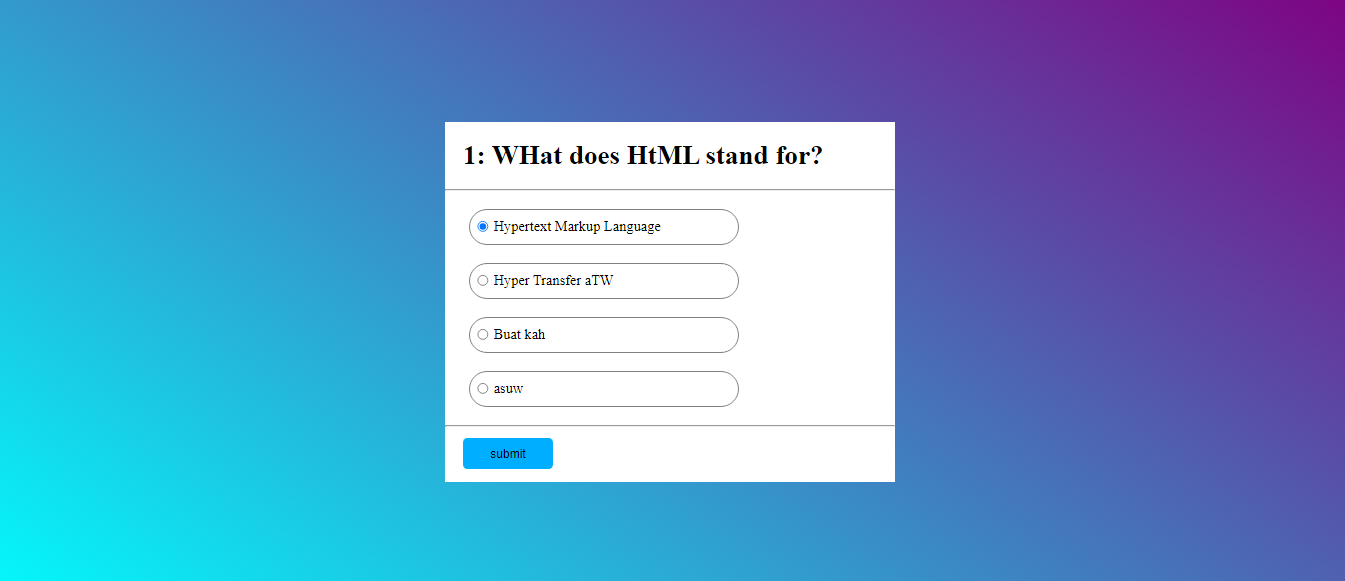 1: WHat does HtML stand for?
Hypertext Markup Language
Hyper Transfer aTW
Buat kah
asuw
submit